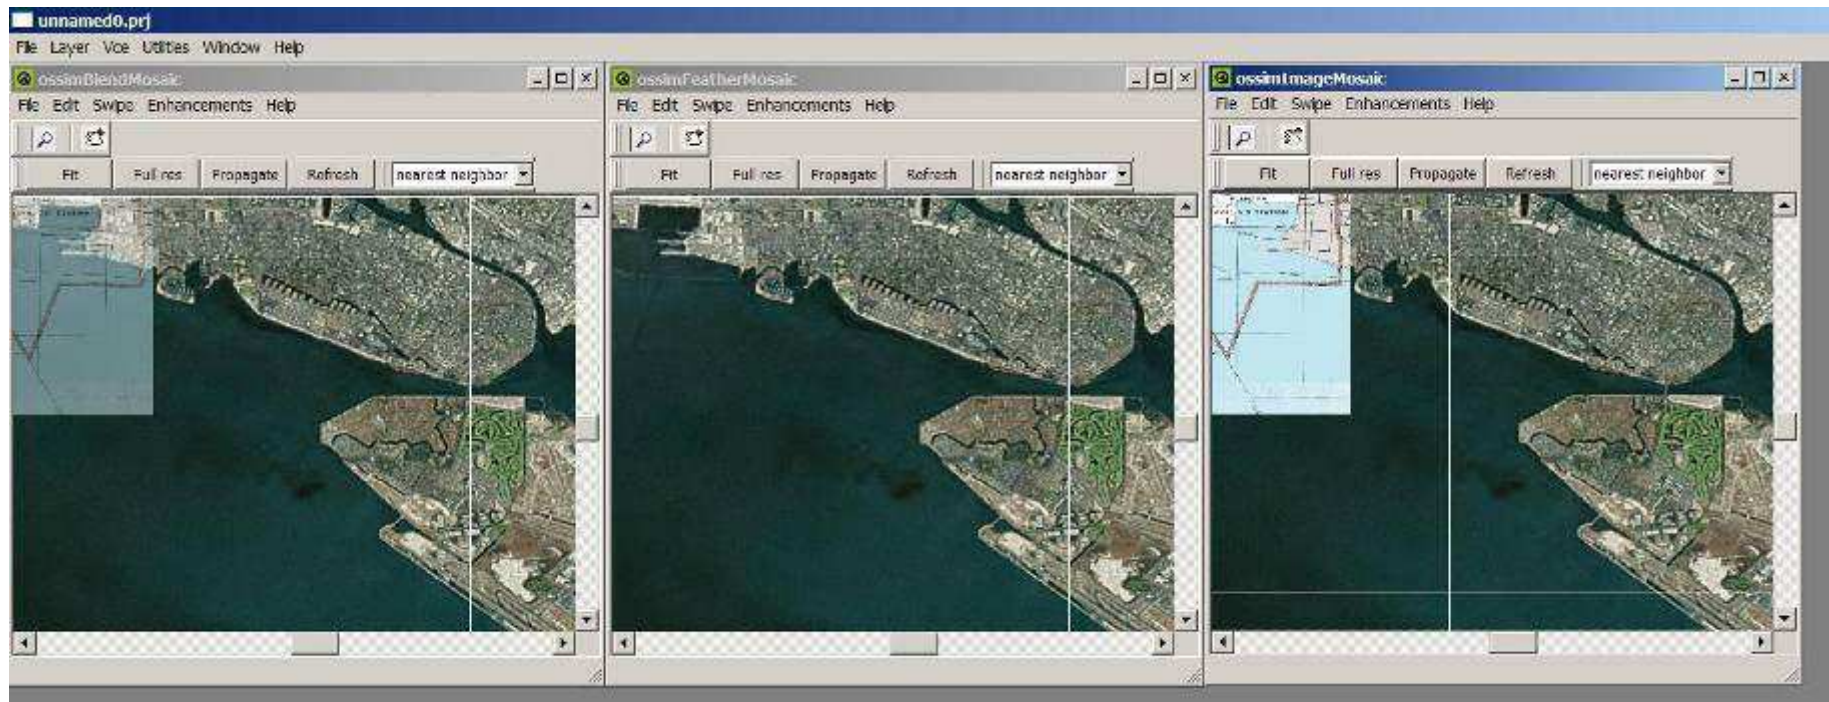 unnamed0.prj
File Layer Vce Utilities Window Help
ossimBlendMosaic
File Edit Swipe Enhancements Help
Fit Full res Propagate Refresh nearest neighbor
ossimFeatherMosaic
File Edit Swipe Enhancements Help
Fit Full res Propagate Refresh nearest neighbor
ossimImageMosaic
File Edit Swipe Enhancements Help
Fit Full res Propagate Refresh nearest neighbor